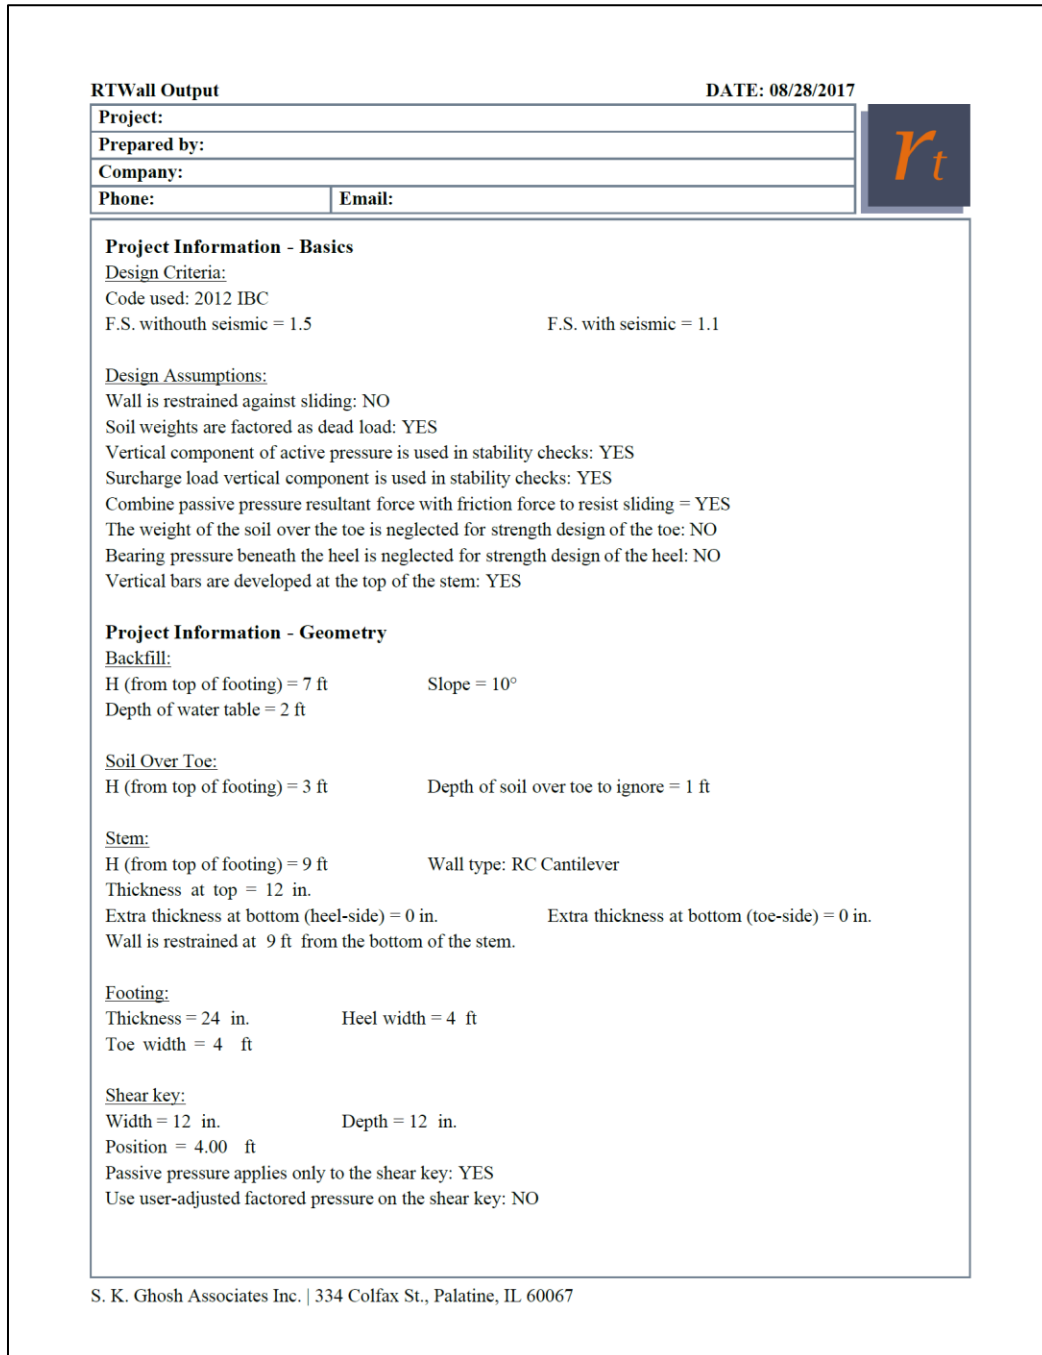 RTWall Output DATE: 08/28/2017
Project:
Prepared by:
Company:
Phone: Email:
rt
Project Information - Basics
Design Criteria:
Code used: 2012 IBC
F.S. withouth seismic = 1.5 F.S. with seismic = 1.1
Design Assumptions:
Wall is restrained against sliding: NO
Soil weights are factored as dead load: YES
Vertical component of active pressure is used in stability checks: YES
Surcharge load vertical component is used in stability checks: YES
Combine passive pressure resultant force with friction force to resist sliding = YES
The weight of the soil over the toe is neglected for strength design of the toe: NO
Bearing pressure beneath the heel is neglected for strength design of the heel: NO
Vertical bars are developed at the top of the stem: YES
Project Information - Geometry
Backfill:
H (from top of footing) = 7 ft Slope = 10°
Depth of water table = 2 ft
Soil Over Toe:
H (from top of footing) = 3 ft Depth of soil over toe to ignore = 1 ft
Stem:
H (from top of footing) = 9 ft Wall type: RC Cantilever
Thickness at top = 12 in.
Extra thickness at bottom (heel-side) = 0 in. Extra thickness at bottom (toe-side) = 0 in.
Wall is restrained at 9 ft from the bottom of the stem.
Footing:
Thickness = 24 in. Heel width = 4 ft
Toe width = 4 ft
Shear key:
Width = 12 in. Depth = 12 in.
Position = 4.00 ft
Passive pressure applies only to the shear key: YES
Use user-adjusted factored pressure on the shear key: NO
S. K. Ghosh Associates Inc. | 334 Colfax St., Palatine, IL 60067